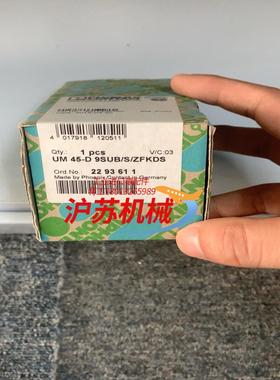 4 017918 120511
Qty.: 1 pcs V/C:03
UM 45-D 9SUB/S/ZFKDS
Ord.No.: 22 93 61 1
Made by Phoenix Contact in Germany
沪苏机械